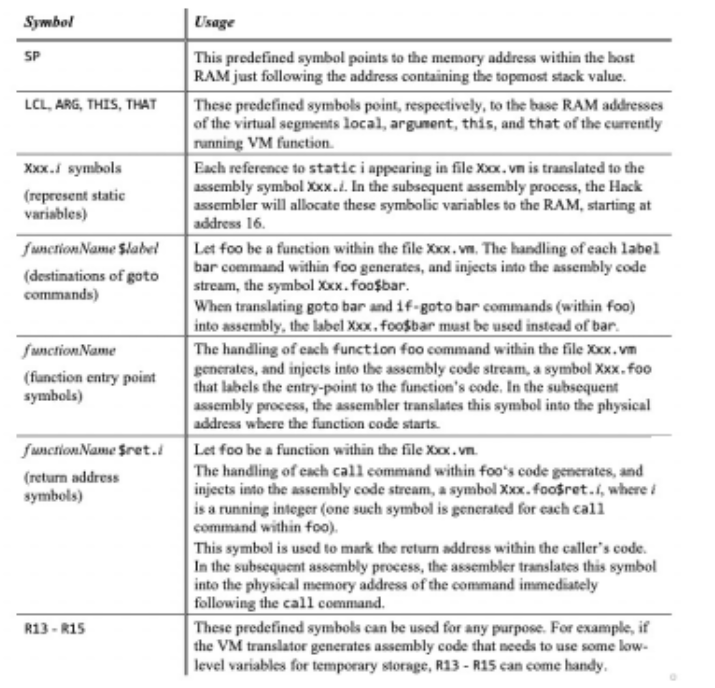 Symbol Usage
SP This predefined symbol points to the memory address within the host
RAM just following the address containing the topmost stack value.
LCL, ARG, THIS, THAT These predefined symbols point, respectively, to the base RAM addresses
of the virtual segments local, argument, this, and that of the currently
running VM function.
Xxx.i symbols Each reference to static i appearing in file Xxx.vm is translated to the
(represent static assembly symbol Xxx.i. In the subsequent assembly process, the Hack
variables) assembler will allocate these symbolic variables to the RAM, starting at
address 16.
functionName$label Let foo be a function within the file Xxx.vm. The handling of each label
(destinations of goto bar command within foo generates, and injects into the assembly code
commands) stream, the symbol Xxx.foo$bar.
When translating goto bar and if-goto bar commands (within foo)
into assembly, the label Xxx.foo$bar must be used instead of bar.
functionName The handling of each function foo command within the file Xxx.vm
(function entry point generates, and injects into the assembly code stream, a symbol Xxx.foo
symbols) that labels the entry-point to the function's code. In the subsequent
assembly process, the assembler translates this symbol into the physical
address where the function code starts.
functionName$ret.i Let foo be a function within the file Xxx.vm.
(return address The handling of each call command within foo's code generates, and
symbols) injects into the assembly code stream, a symbol Xxx.foo$ret.i, where i
is a running integer (one such symbol is generated for each call
command within foo).
This symbol is used to mark the return address within the caller's code.
In the subsequent assembly process, the assembler translates this symbol
into the physical memory address of the command immediately
following the call command.
R13 - R15 These predefined symbols can be used for any purpose. For example, if
the VM translator generates assembly code that needs to use some low-
level variables for temporary storage, R13 - R15 can come handy.